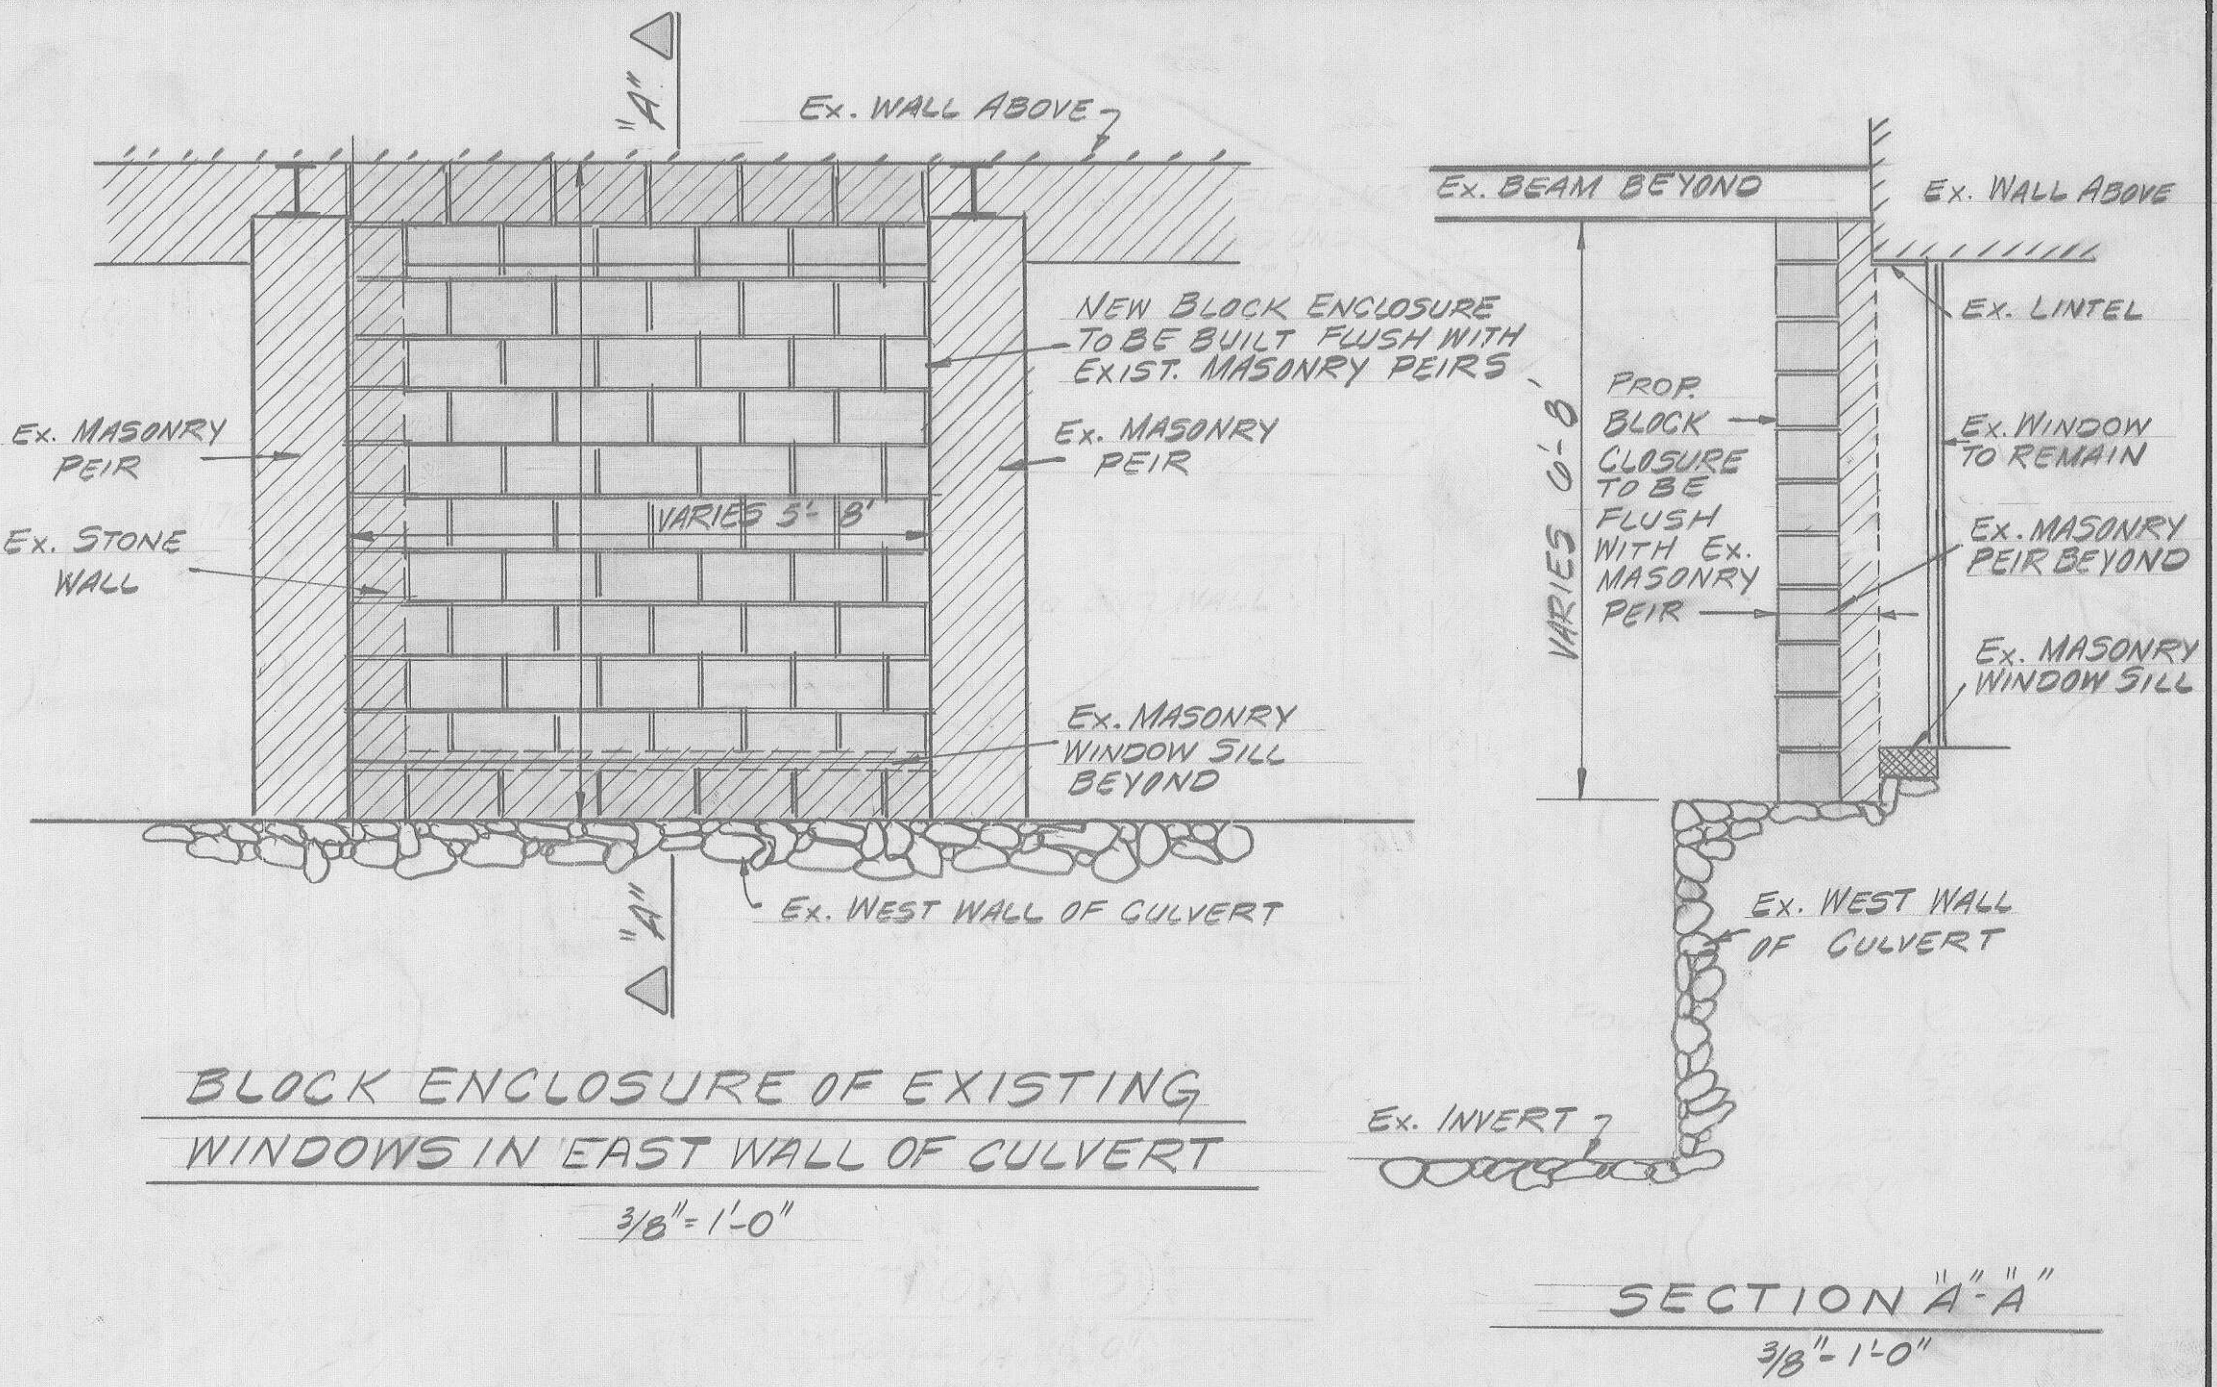 "A"
Ex. WALL ABOVE
Ex. MASONRY
PEIR
Ex. STONE
WALL
VARIES 5'- 8'
NEW BLOCK ENCLOSURE
TO BE BUILT FLUSH WITH
EXIST. MASONRY PEIRS
Ex. MASONRY
PEIR
Ex. MASONRY
WINDOW SILL
BEYOND
"A"
Ex. WEST WALL OF CULVERT
BLOCK ENCLOSURE OF EXISTING
WINDOWS IN EAST WALL OF CULVERT
3/8" = 1'-0"
Ex. BEAM BEYOND
Ex. WALL ABOVE
Ex. LINTEL
VARIES 6'- 8'
PROP.
BLOCK
CLOSURE
TO BE
FLUSH
WITH Ex.
MASONRY
PEIR
Ex. WINDOW
TO REMAIN
Ex. MASONRY
PEIR BEYOND
Ex. MASONRY
WINDOW SILL
Ex. WEST WALL
OF CULVERT
Ex. INVERT
SECTION "A"-"A"
3/8"- 1'-0"